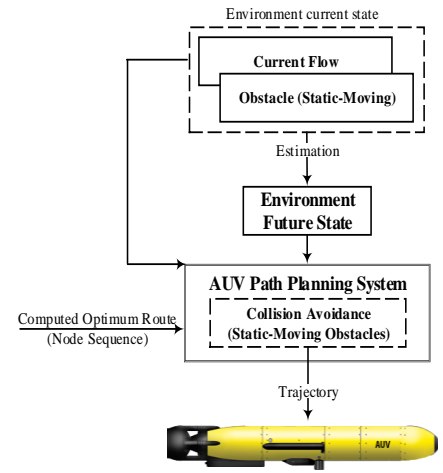 Environment current state
Current Flow
Obstacle (Static-Moving)
Estimation
Environment
Future State
AUV Path Planning System
Collision Avoidance
(Static-Moving Obstacles)
Computed Optimum Route
(Node Sequence)
Trajectory
AUV